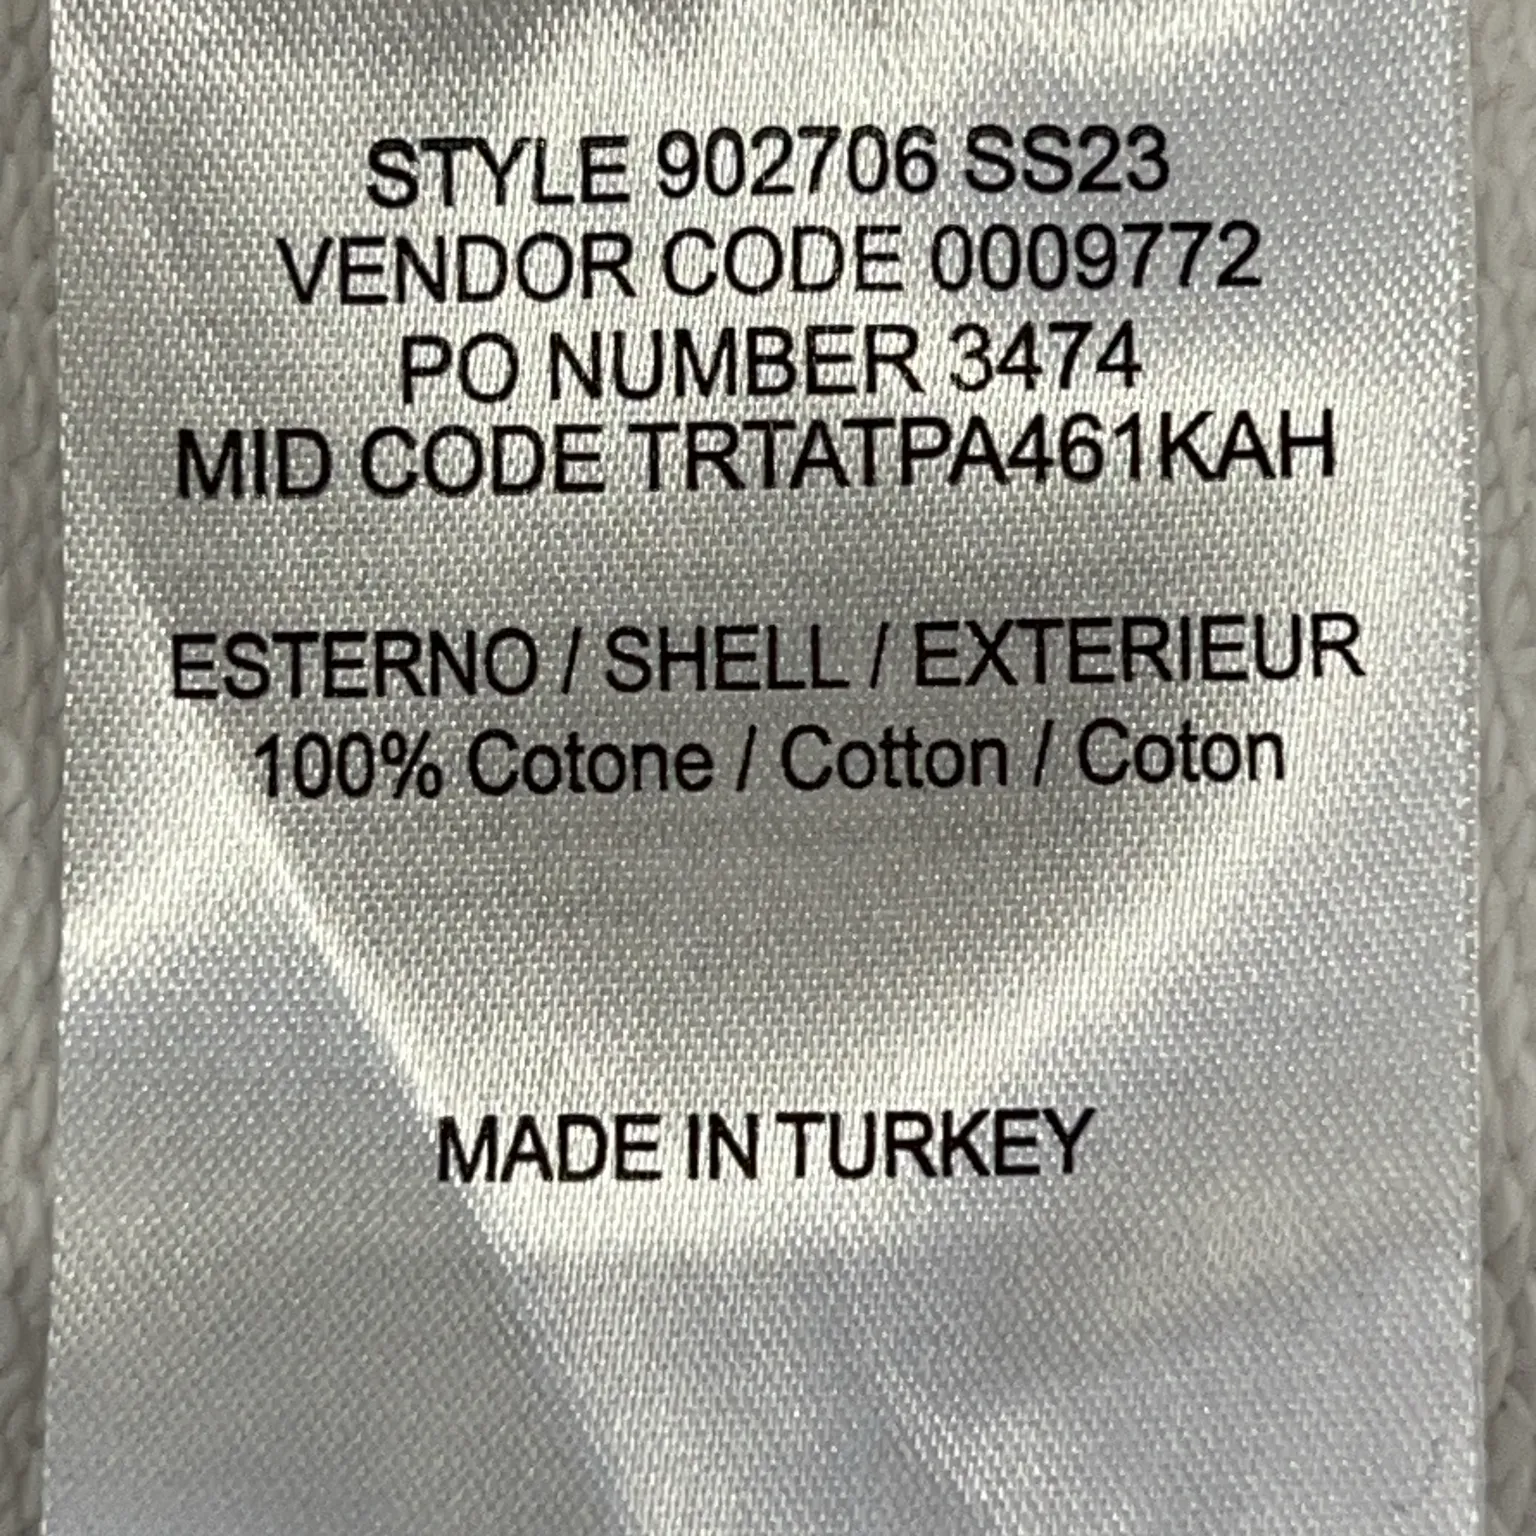 STYLE 902706 SS23
VENDOR CODE 0009772
PO NUMBER 3474
MID CODE TRTATPA461KAH
ESTERNO / SHELL / EXTERIEUR
100% Cotone / Cotton / Coton
MADE IN TURKEY